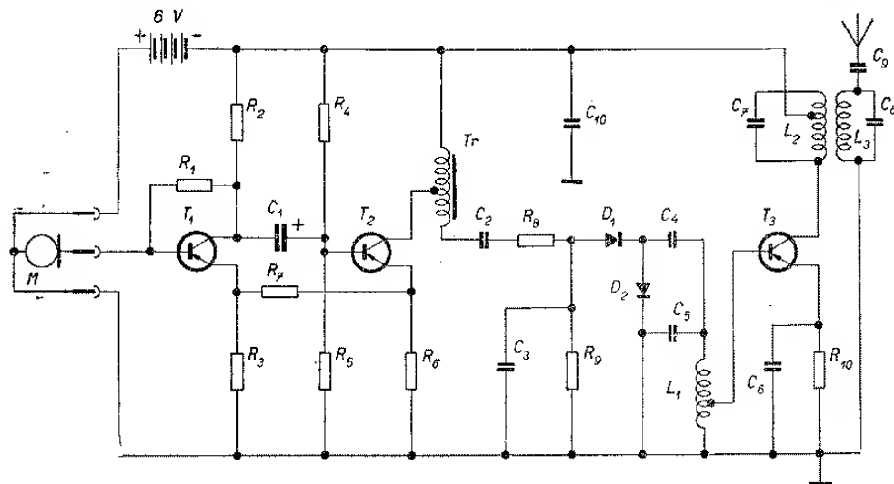 6 V
+ -
C9
R2
R4
C10
C7
L2
L3
C8
Tr
R1
T1
C1
+
T2
C2
R8
D1
C4
T3
M
R7
D2
C5
R3
R5
R6
C3
R9
L1
C6
R10